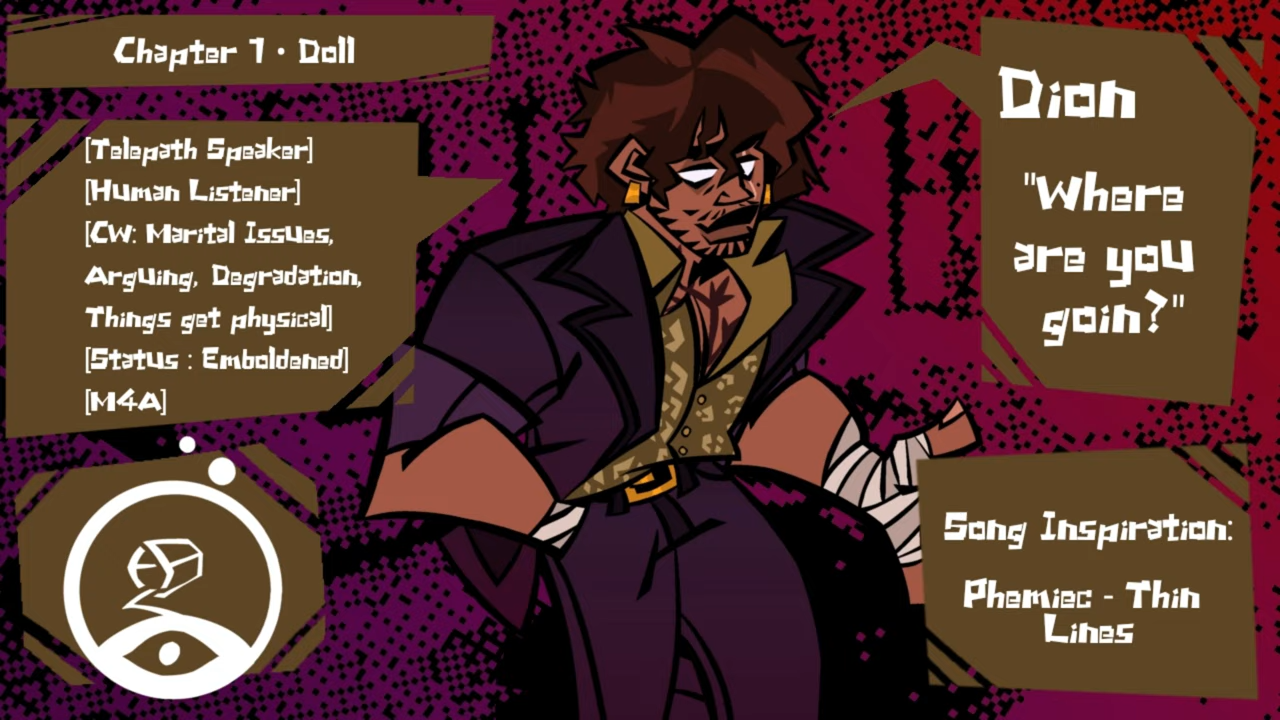 Chapter 1 • Doll
[Telepath Speaker]
[Human Listener]
[CW: Marital Issues,
Arguing, Degradation,
Things get physical]
[Status : Emboldened]
[M4A]
Dion
"Where
are you
goin?"
Song Inspiration:
Phemiec - Thin
Lines